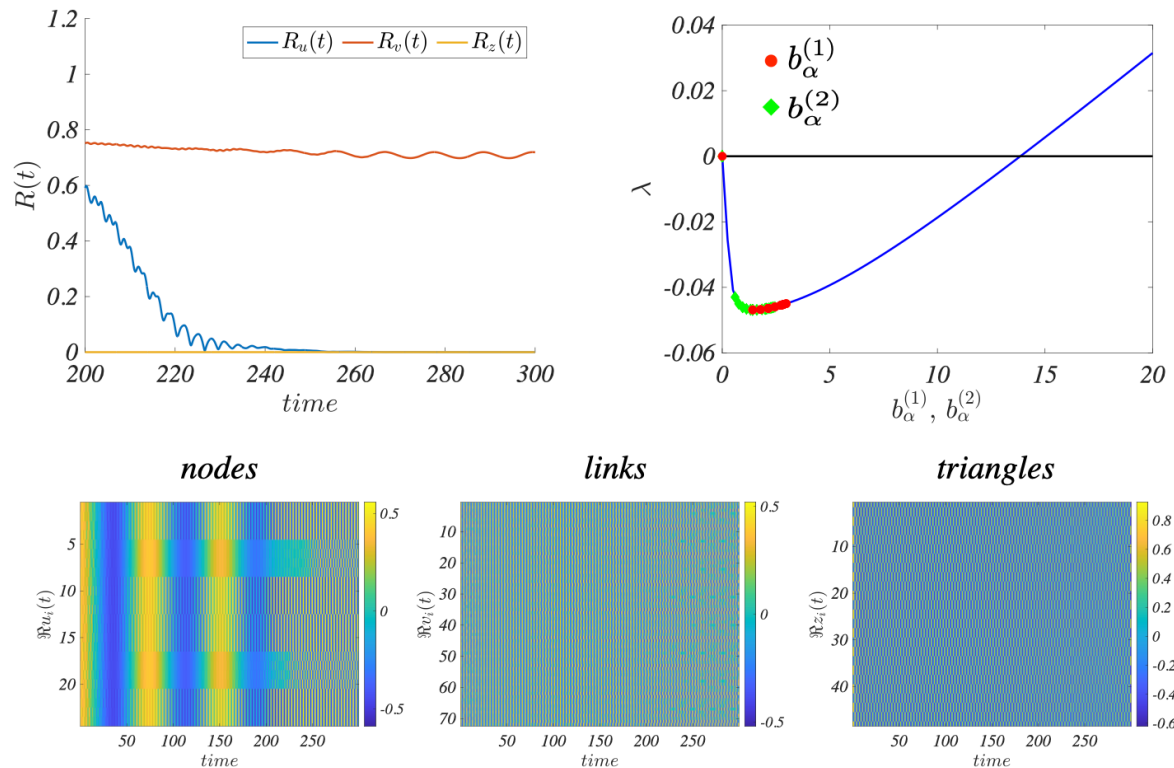 1.2
1
0.8
0.6
0.4
0.2
0
R(t)
R_u(t) R_v(t) R_z(t)
200 220 240 260 280 300
time
0.04
0.02
0
-0.02
-0.04
-0.06
λ
b_α^(1)
b_α^(2)
0 5 10 15 20
b_α^(1), b_α^(2)
nodes
5
10
15
20
ℜu_i(t)
50 100 150 200 250
time
0.5
0
-0.5
links
10
20
30
40
50
60
70
ℜv_i(t)
50 100 150 200 250
time
0.5
0
-0.5
triangles
10
20
30
40
ℜz_i(t)
50 100 150 200 250
time
0.8
0.6
0.4
0.2
0
-0.2
-0.4
-0.6